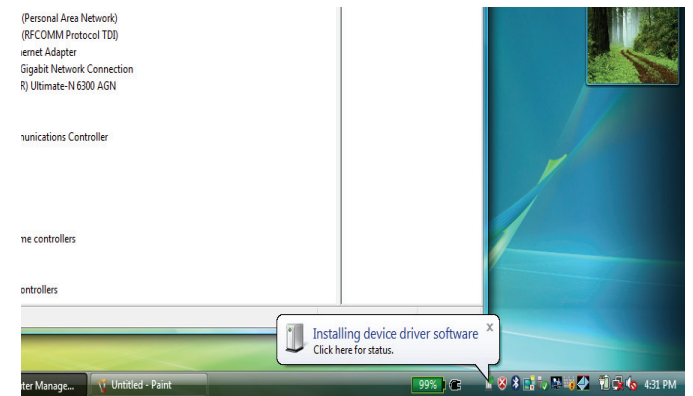 (Personal Area Network)
(RFCOMM Protocol TDI)
ernet Adapter
Gigabit Network Connection
R) Ultimate-N 6300 AGN
nunications Controller
me controllers
ontrollers
Installing device driver software
x
Click here for status.
ter Manage...
Untitled - Paint
99%
4:31 PM